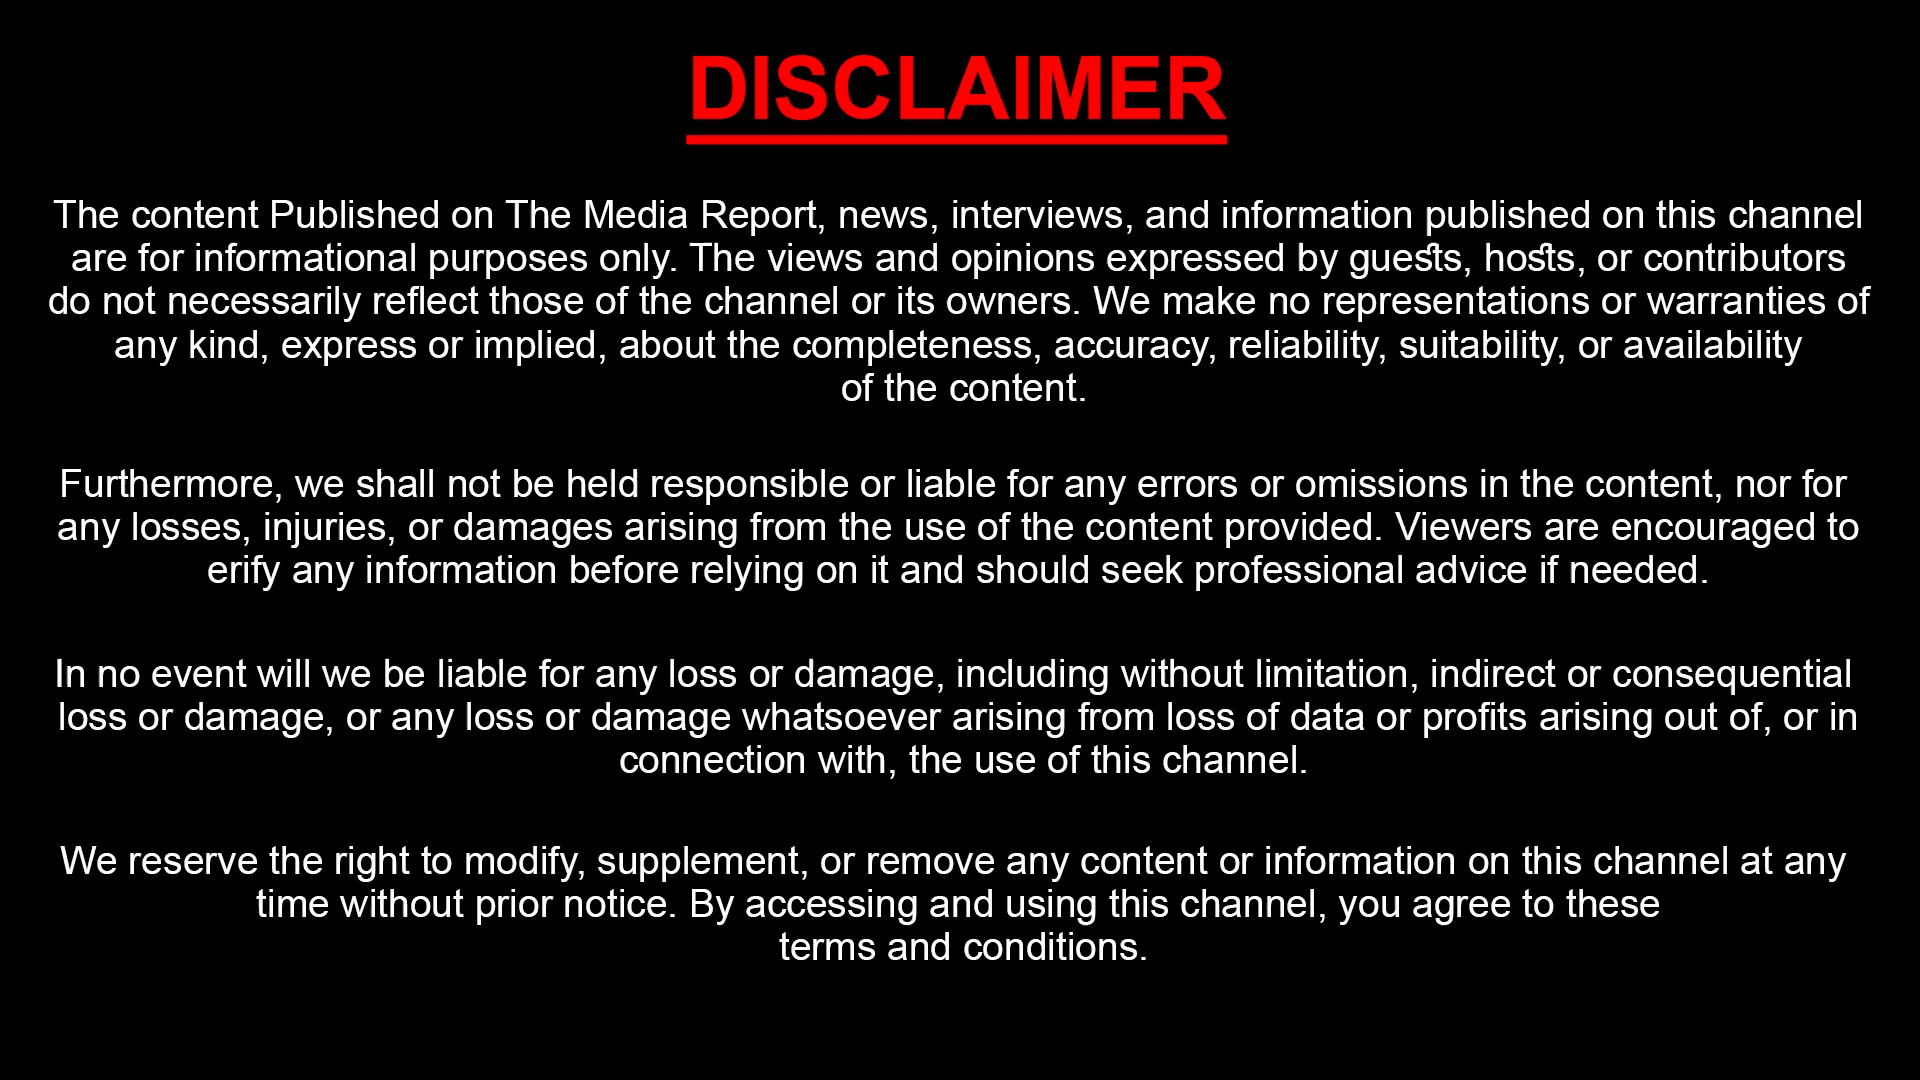 DISCLAIMER
The content Published on The Media Report, news, interviews, and information published on this channel
are for informational purposes only. The views and opinions expressed by guests, hosts, or contributors
do not necessarily reflect those of the channel or its owners. We make no representations or warranties of
any kind, express or implied, about the completeness, accuracy, reliability, suitability, or availability
of the content.
Furthermore, we shall not be held responsible or liable for any errors or omissions in the content, nor for
any losses, injuries, or damages arising from the use of the content provided. Viewers are encouraged to
erify any information before relying on it and should seek professional advice if needed.
In no event will we be liable for any loss or damage, including without limitation, indirect or consequential
loss or damage, or any loss or damage whatsoever arising from loss of data or profits arising out of, or in
connection with, the use of this channel.
We reserve the right to modify, supplement, or remove any content or information on this channel at any
time without prior notice. By accessing and using this channel, you agree to these
terms and conditions.